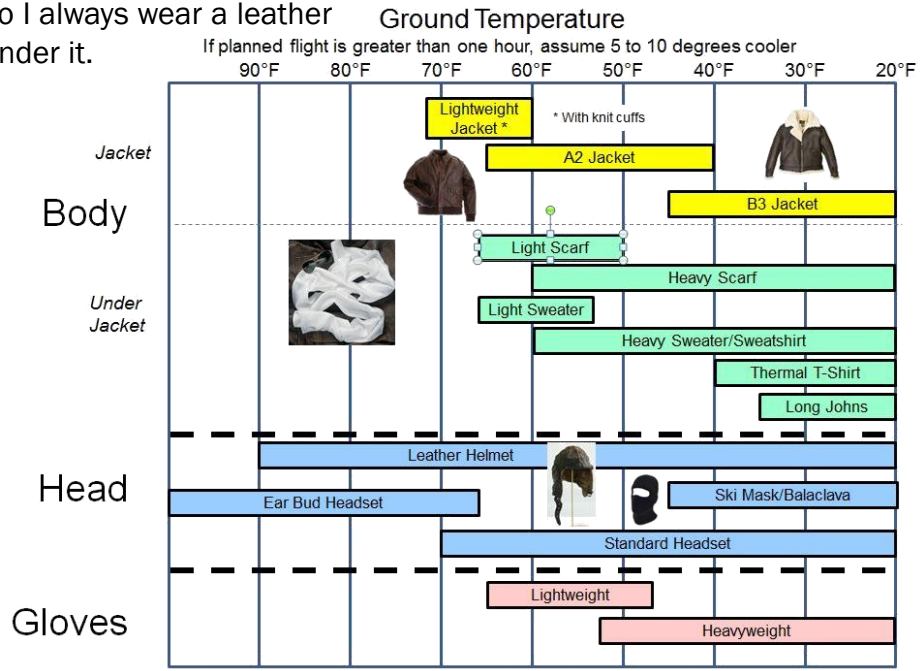 o I always wear a leather
nder it.
Ground Temperature
If planned flight is greater than one hour, assume 5 to 10 degrees cooler
90°F 80°F 70°F 60°F 50°F 40°F 30°F 20°F
Lightweight
Jacket *
* With knit cuffs
Jacket
A2 Jacket
Body
B3 Jacket
Light Scarf
Heavy Scarf
Under
Jacket
Light Sweater
Heavy Sweater/Sweatshirt
Thermal T-Shirt
Long Johns
Head
Leather Helmet
Ear Bud Headset
Ski Mask/Balaclava
Standard Headset
Gloves
Lightweight
Heavyweight